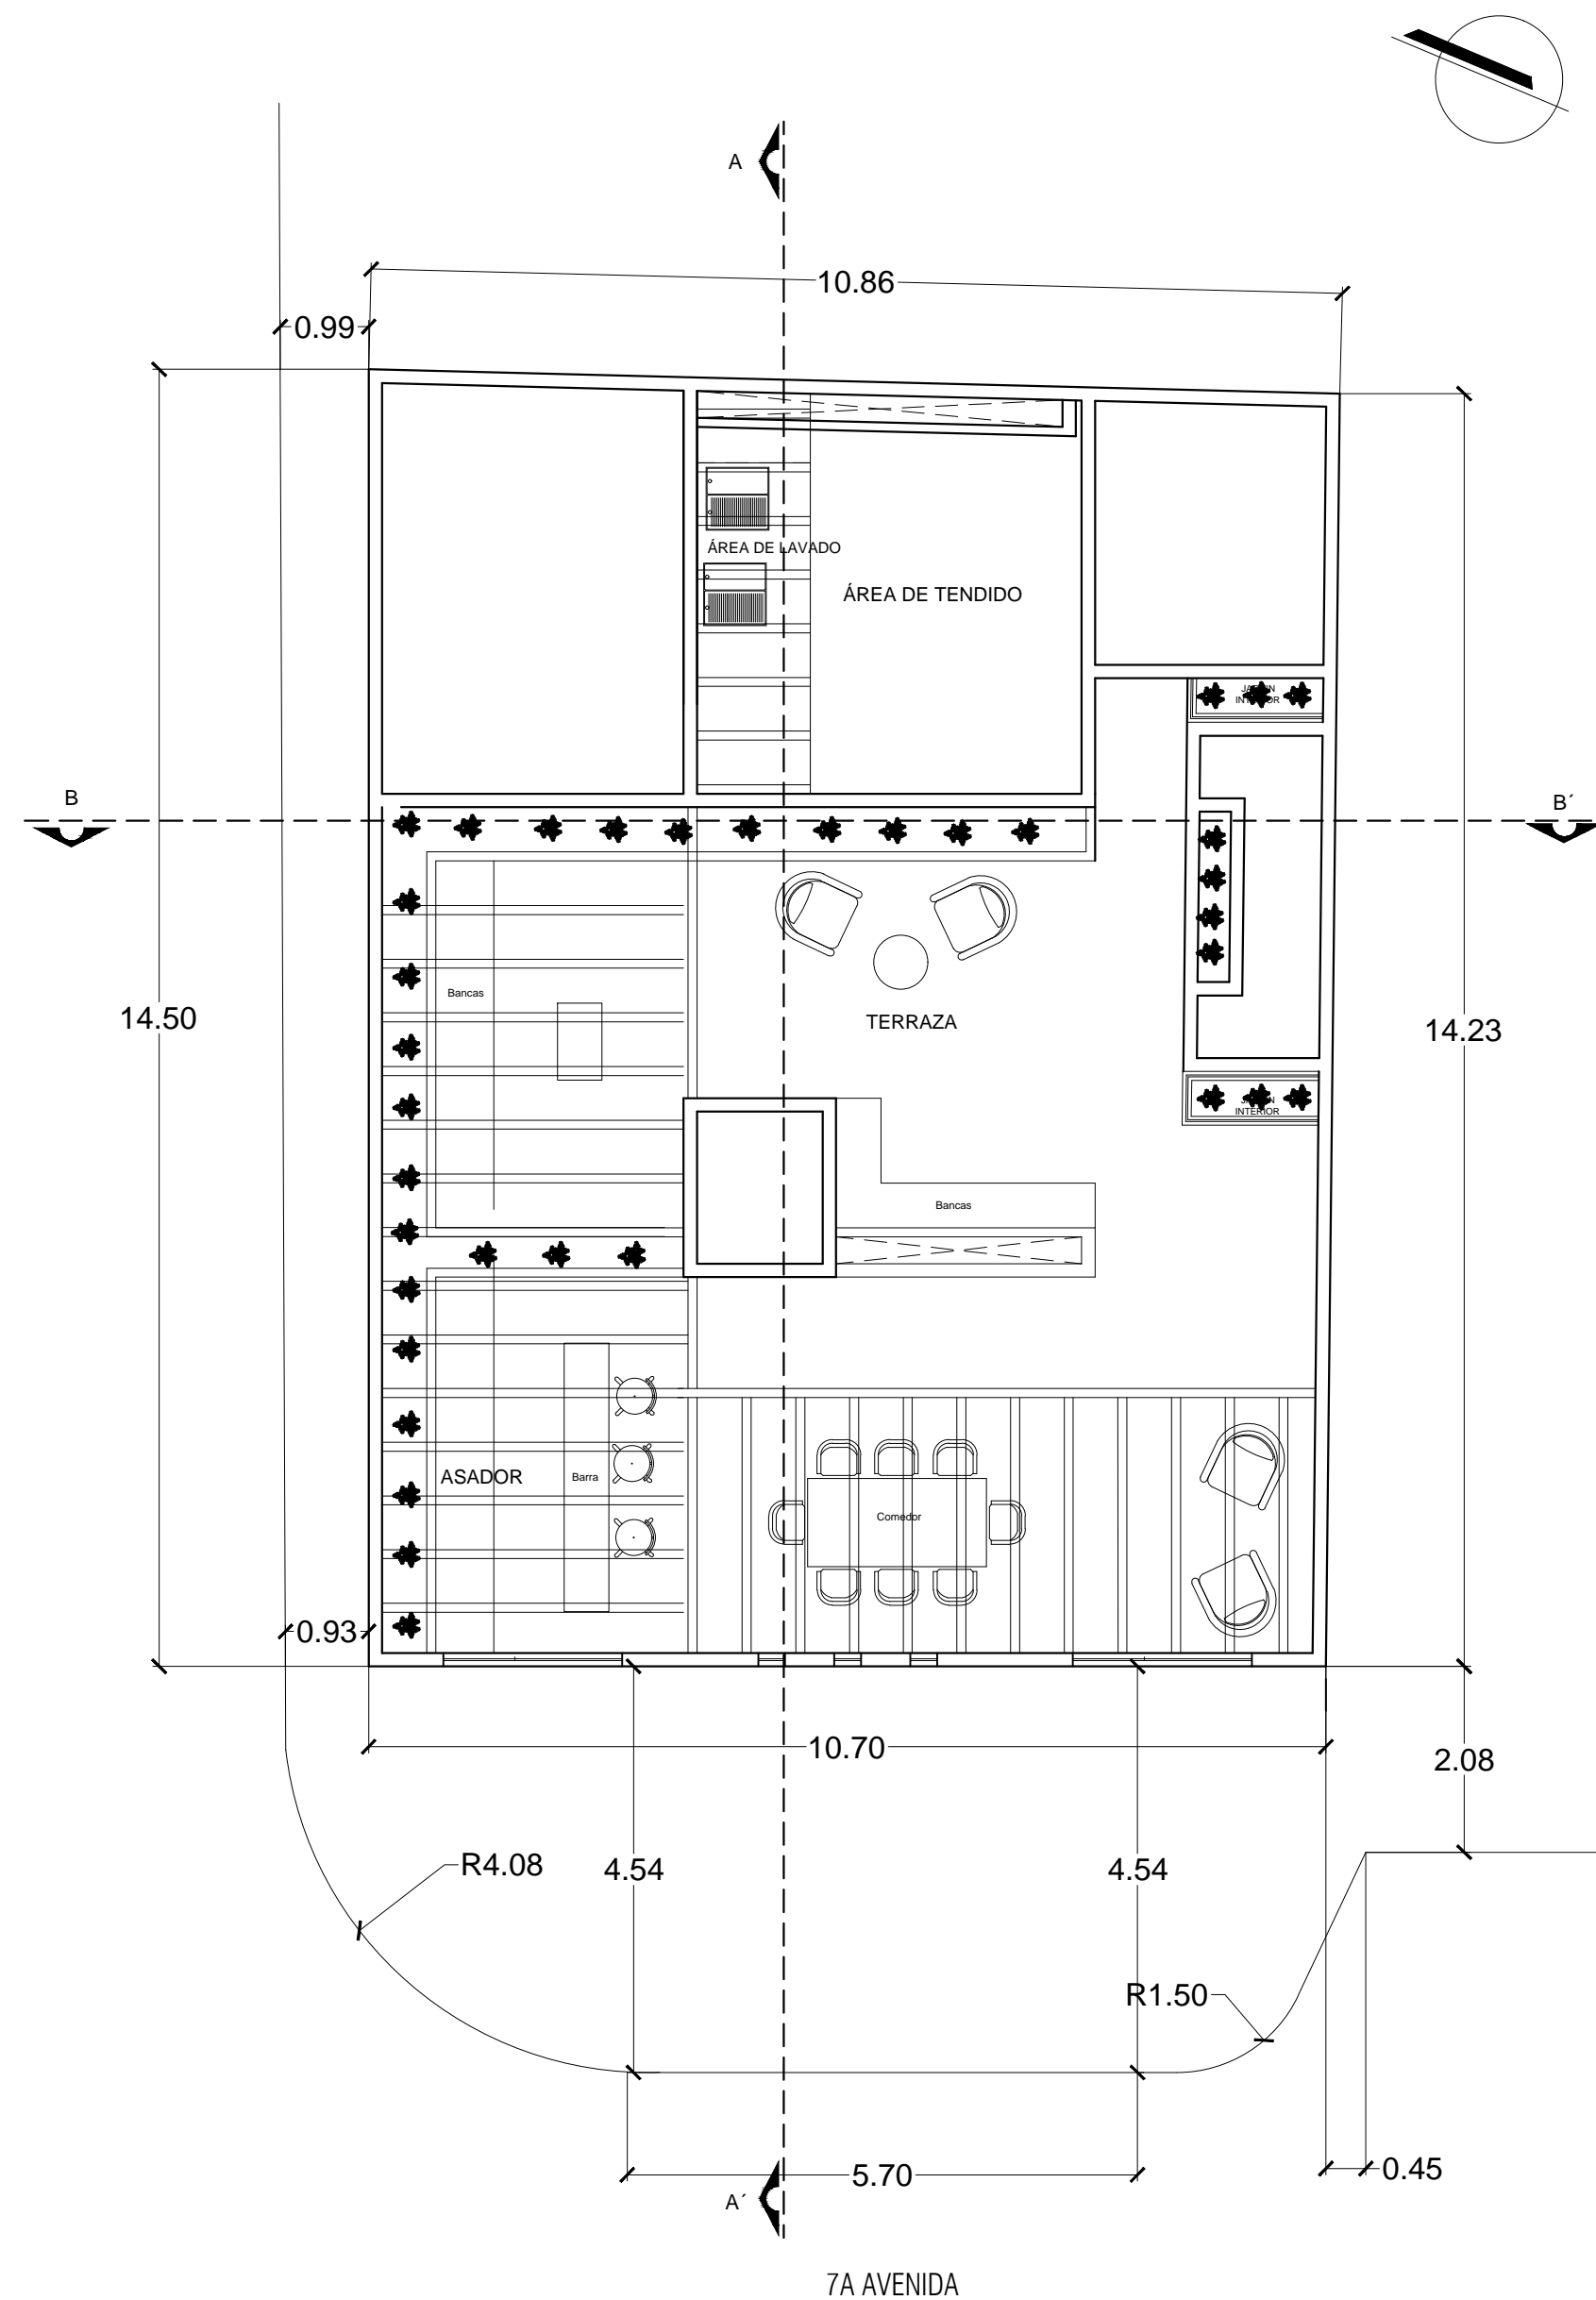 A
10.86
0.99
ÁREA DE LAVADO
ÁREA DE TENDIDO
INTERIOR
B
B´
Bancas
14.50
TERRAZA
14.23
INTERIOR
Bancas
ASADOR
Barra
Comedor
0.93
10.70
2.08
R4.08
4.54
4.54
R1.50
5.70
0.45
A´
7A AVENIDA